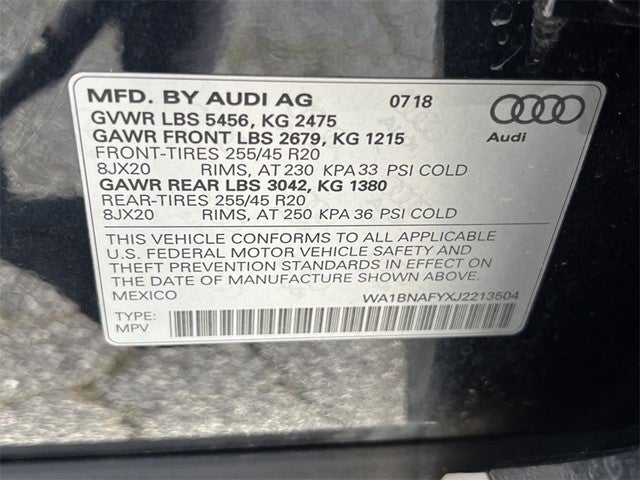 MFD. BY AUDI AG 0718
GVWR LBS 5456, KG 2475
GAWR FRONT LBS 2679, KG 1215
Audi
FRONT-TIRES 255/45 R20
8JX20 RIMS, AT 230 KPA 33 PSI COLD
GAWR REAR LBS 3042, KG 1380
REAR-TIRES 255/45 R20
8JX20 RIMS, AT 250 KPA 36 PSI COLD
THIS VEHICLE CONFORMS TO ALL APPLICABLE
U.S. FEDERAL MOTOR VEHICLE SAFETY AND
THEFT PREVENTION STANDARDS IN EFFECT ON
THE DATE OF MANUFACTURE SHOWN ABOVE.
MEXICO WA1BNAFYXJ2213504
TYPE:
MPV